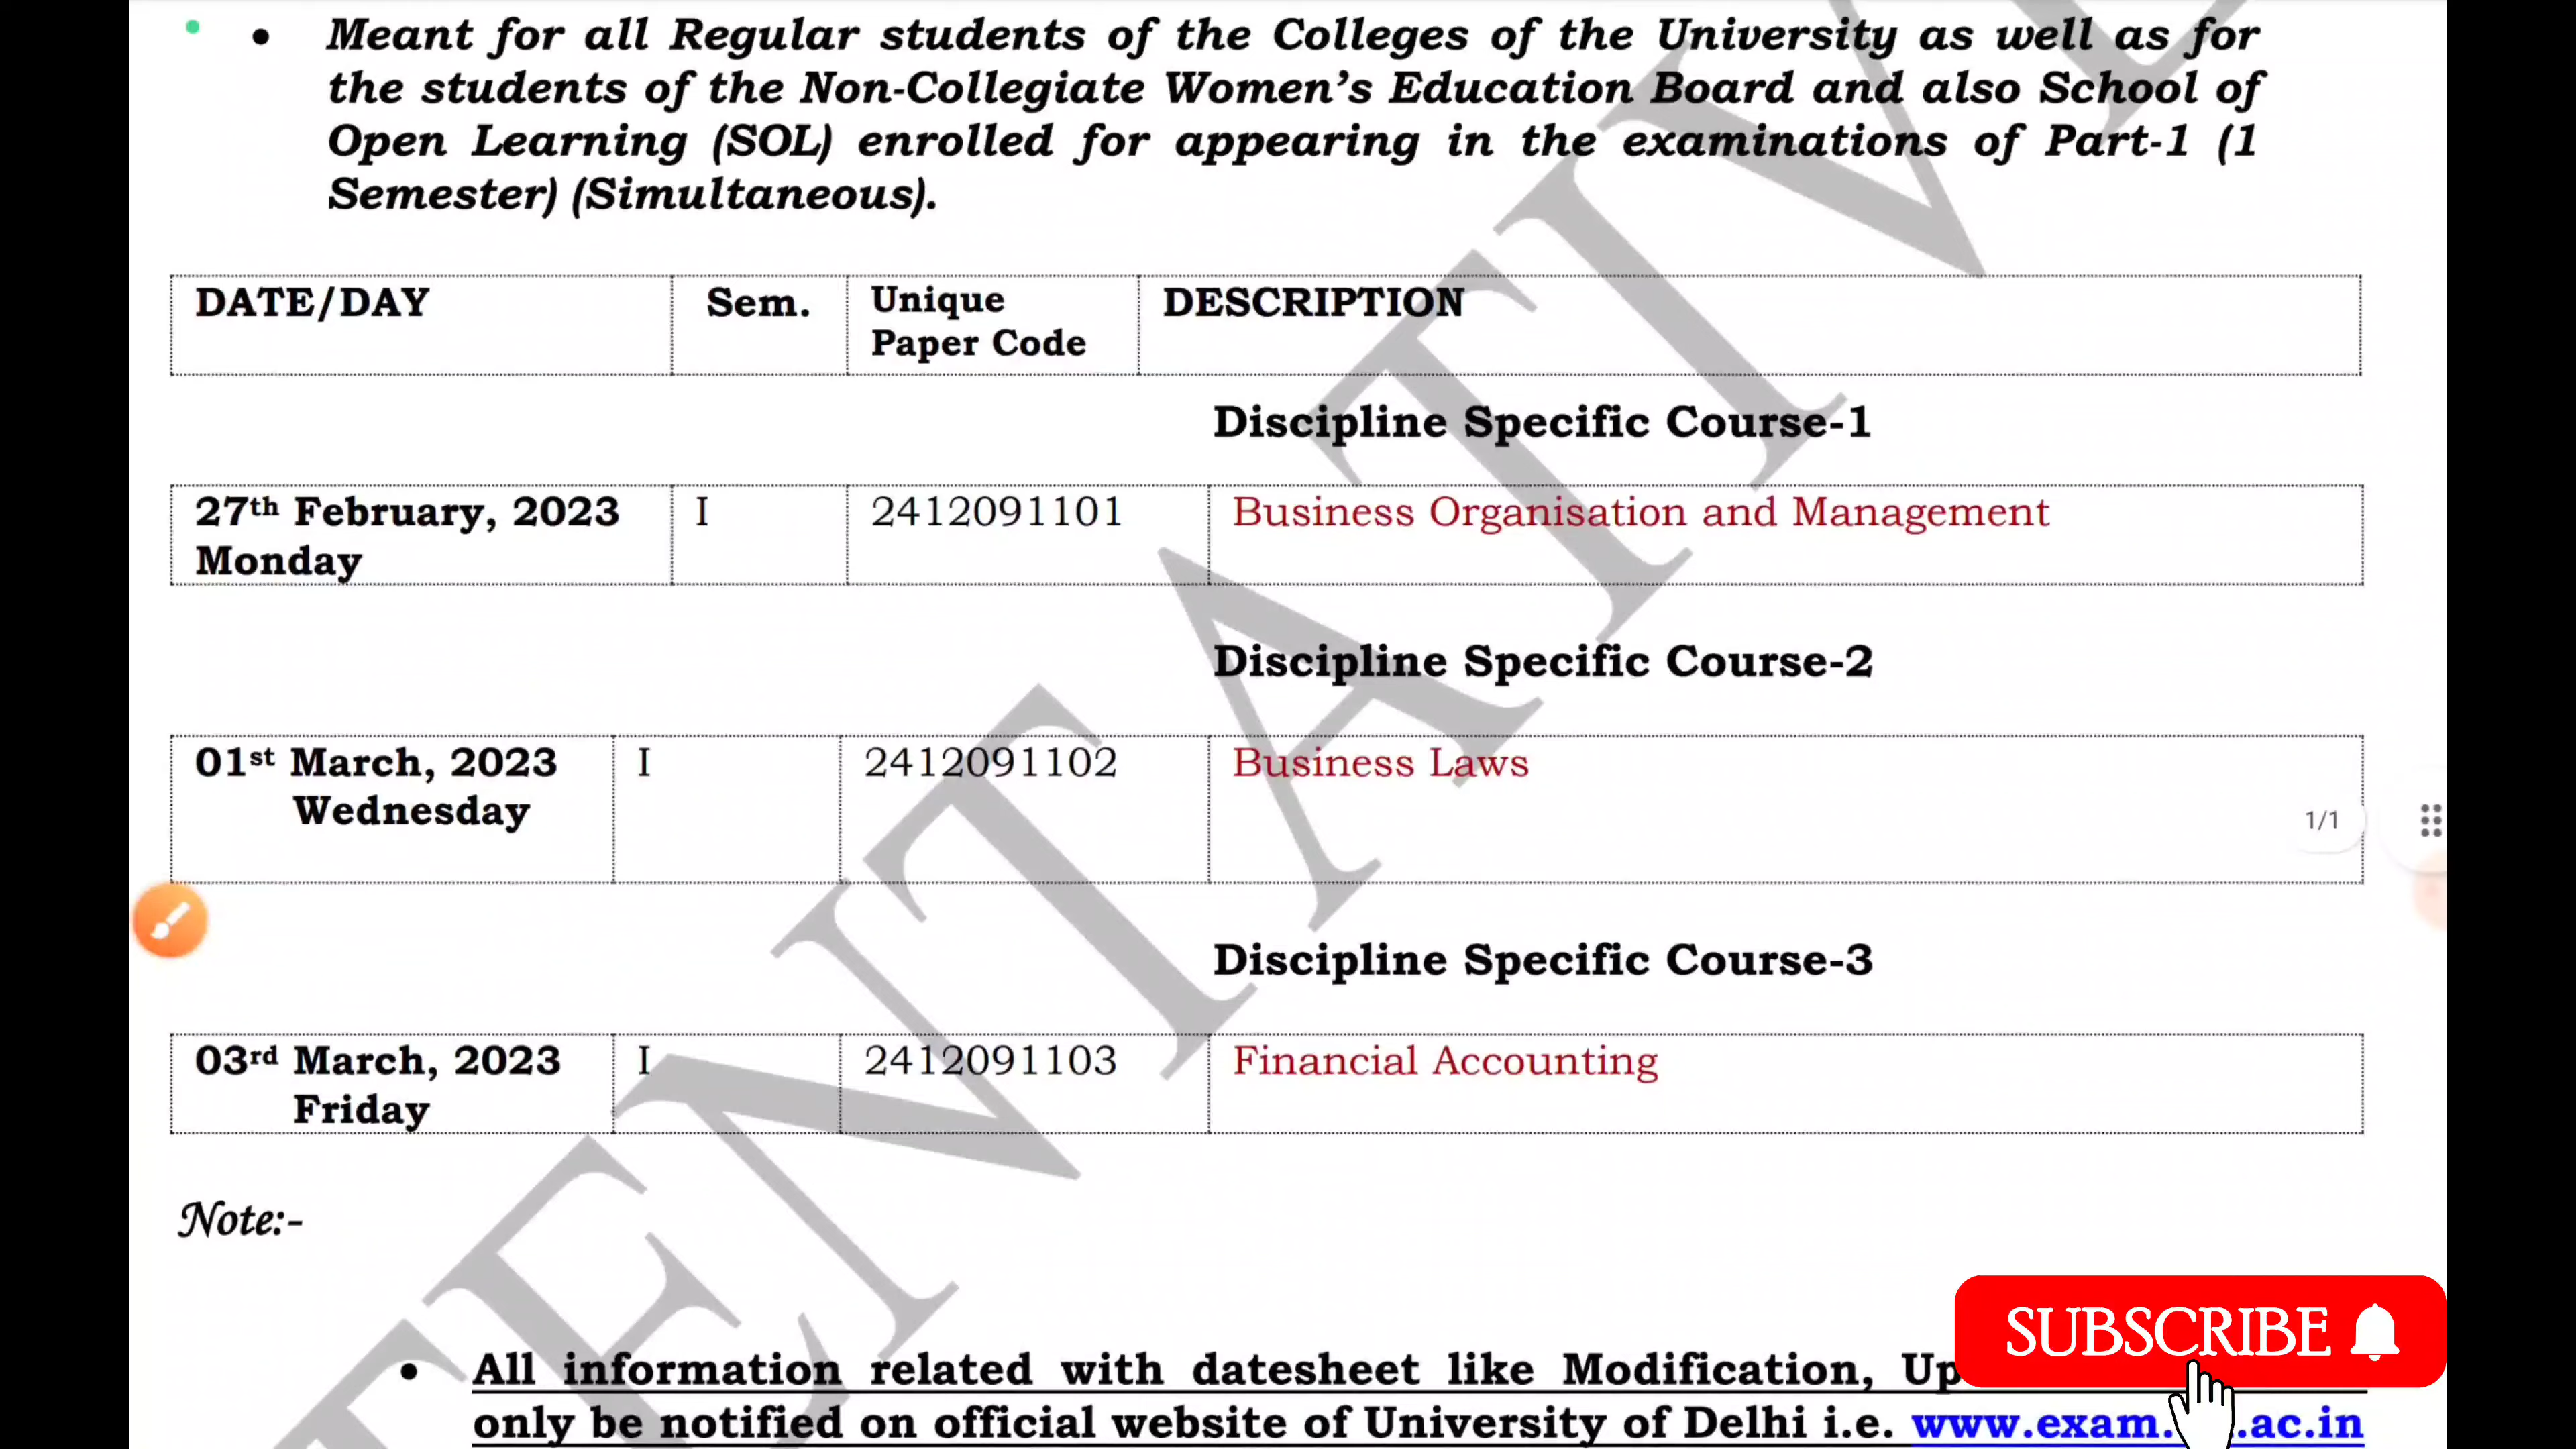 • Meant for all Regular students of the Colleges of the University as well as for
the students of the Non-Collegiate Women's Education Board and also School of
Open Learning (SOL) enrolled for appearing in the examinations of Part-1 (1
Semester) (Simultaneous).
DATE/DAY Sem. Unique DESCRIPTION
Paper Code
Discipline Specific Course-1
27th February, 2023 I 2412091101 Business Organisation and Management
Monday
Discipline Specific Course-2
01st March, 2023 I 2412091102 Business Laws
Wednesday
1/1
Discipline Specific Course-3
03rd March, 2023 I 2412091103 Financial Accounting
Friday
Note:-
SUBSCRIBE
• All information related with datesheet like Modification,
only be notified on official website of University of Delhi i.e. www.exam. .ac.in
TENTATIVE